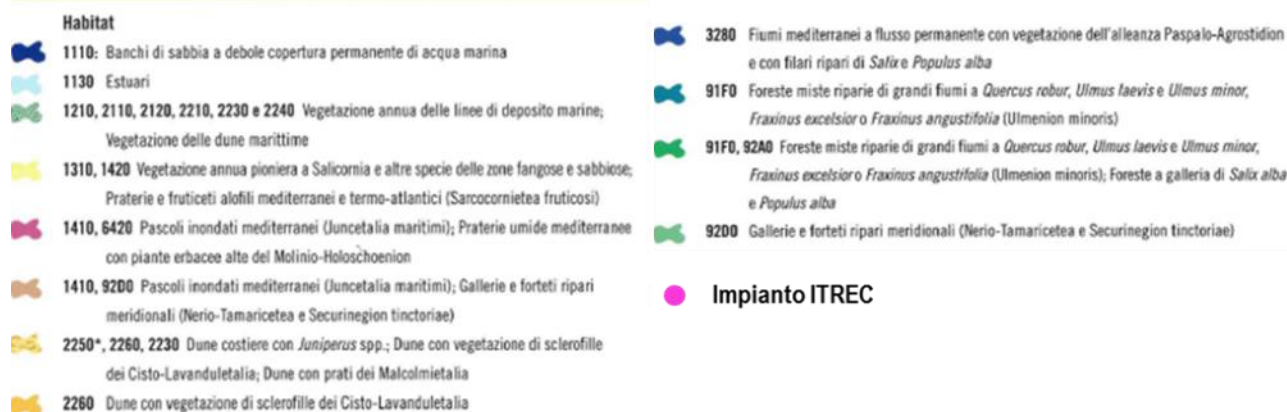 Habitat
1110: Banchi di sabbia a debole copertura permanente di acqua marina
1130 Estuari
1210, 2110, 2120, 2210, 2230 e 2240 Vegetazione annua delle linee di deposito marine;
Vegetazione delle dune marittime
1310, 1420 Vegetazione annua pioniera a Salicornia e altre specie delle zone fangose e sabbiose;
Praterie e fruticeti alofili mediterranei e termo-atlantici (Sarcocornietea fruticosi)
1410, 6420 Pascoli inondati mediterranei (Juncetalia maritimi); Praterie umide mediterranee
con piante erbacee alte del Molinio-Holoschoenion
1410, 92D0 Pascoli inondati mediterranei (Juncetalia maritimi); Gallerie e forteti ripari
meridionali (Nerio-Tamaricetea e Securinegion tinctoriae)
2250*, 2260, 2230 Dune costiere con Juniperus spp.; Dune con vegetazione di sclerofille
dei Cisto-Lavanduletalia; Dune con prati dei Malcolmietalia
2260 Dune con vegetazione di sclerofille dei Cisto-Lavanduletalia
3280 Fiumi mediterranei a flusso permanente con vegetazione dell'alleanza Paspalo-Agrostidion
e con filari ripari di Salix e Populus alba
91F0 Foreste miste riparie di grandi fiumi a Quercus robur, Ulmus laevis e Ulmus minor,
Fraxinus excelsior o Fraxinus angustifolia (Ulmenion minoris)
91F0, 92A0 Foreste miste riparie di grandi fiumi a Quercus robur, Ulmus laevis e Ulmus minor,
Fraxinus excelsior o Fraxinus angustifolia (Ulmenion minoris); Foreste a galleria di Salix alba
e Populus alba
92D0 Gallerie e forteti ripari meridionali (Nerio-Tamaricetea e Securinegion tinctoriae)
Impianto ITREC